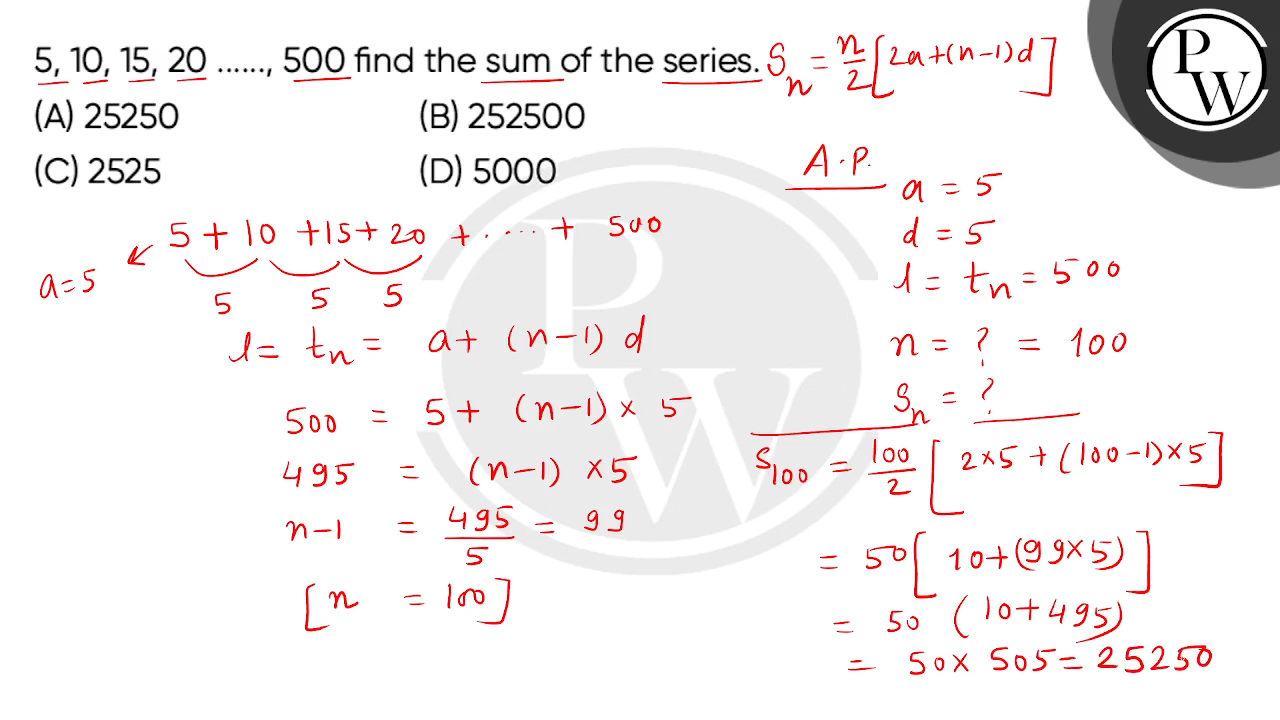 5, 10, 15, 20 ......, 500 find the sum of the series. Sn = n/2 [2a+(n-1)d]
(A) 25250 (B) 252500
(C) 2525 (D) 5000
5 + 10 + 15 + 20 + ..... + 500
a=5
5 5 5
l = tn = a + (n-1) d
500 = 5 + (n-1) × 5
495 = (n-1) × 5
n-1 = 495/5 = 99
[n = 100]
A.P.
a = 5
d = 5
l = tn = 500
n = ? = 100
Sn = ?
S100 = 100/2 [2×5 + (100-1)×5]
= 50 [10+(99×5)]
= 50 (10+495)
= 50× 505 = 25250
PW
PW